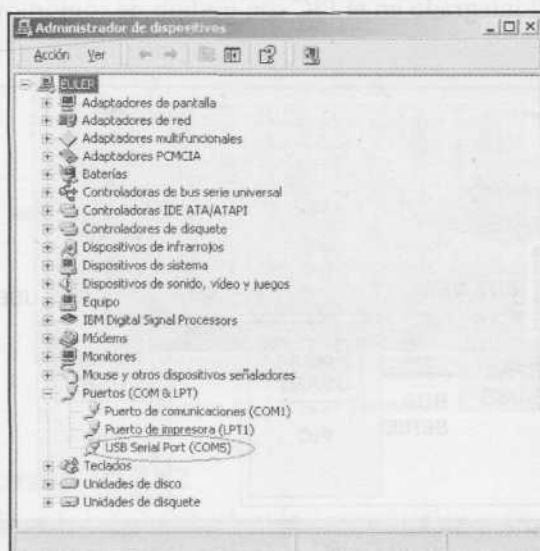 Administrador de dispositivos
Acción Ver
EULER
Adaptadores de pantalla
Adaptadores de red
Adaptadores multifuncionales
Adaptadores PCMCIA
Baterías
Controladoras de bus serie universal
Controladoras IDE ATA/ATAPI
Controladores de disquete
Dispositivos de infrarrojos
Dispositivos de sistema
Dispositivos de sonido, vídeo y juegos
Equipo
IBM Digital Signal Processors
Módems
Monitores
Mouse y otros dispositivos señaladores
Puertos (COM & LPT)
Puerto de comunicaciones (COM1)
Puerto de impresora (LPT1)
USB Serial Port (COM5)
Teclados
Unidades de disco
Unidades de disquete